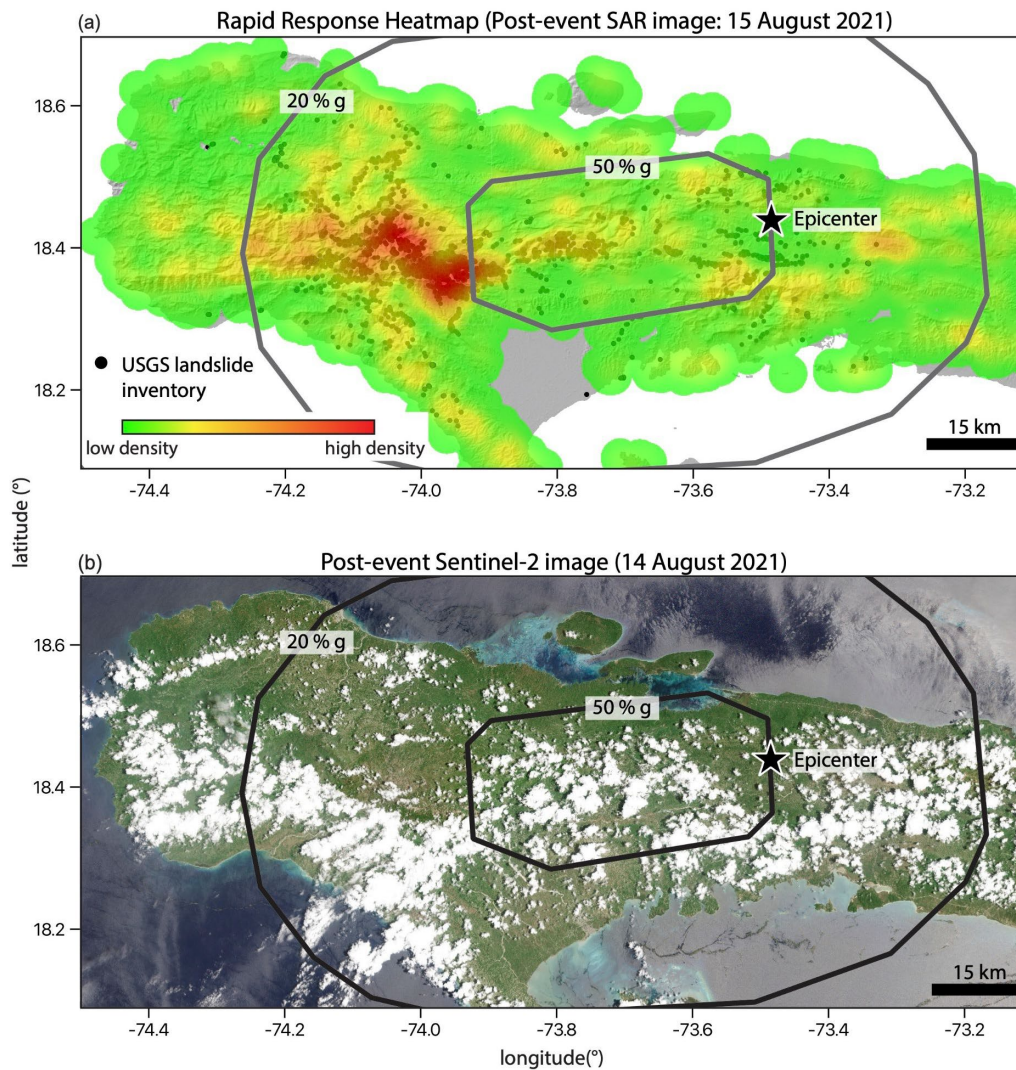 (a) Rapid Response Heatmap (Post-event SAR image: 15 August 2021)
18.6
18.4
18.2
20 % g
50 % g
Epicenter
USGS landslide
inventory
low density
high density
15 km
-74.4
-74.2
-74.0
-73.8
-73.6
-73.4
-73.2
latitude (°)
(b) Post-event Sentinel-2 image (14 August 2021)
18.6
18.4
18.2
20 % g
50 % g
Epicenter
15 km
-74.4
-74.2
-74.0
-73.8
-73.6
-73.4
-73.2
longitude(°)